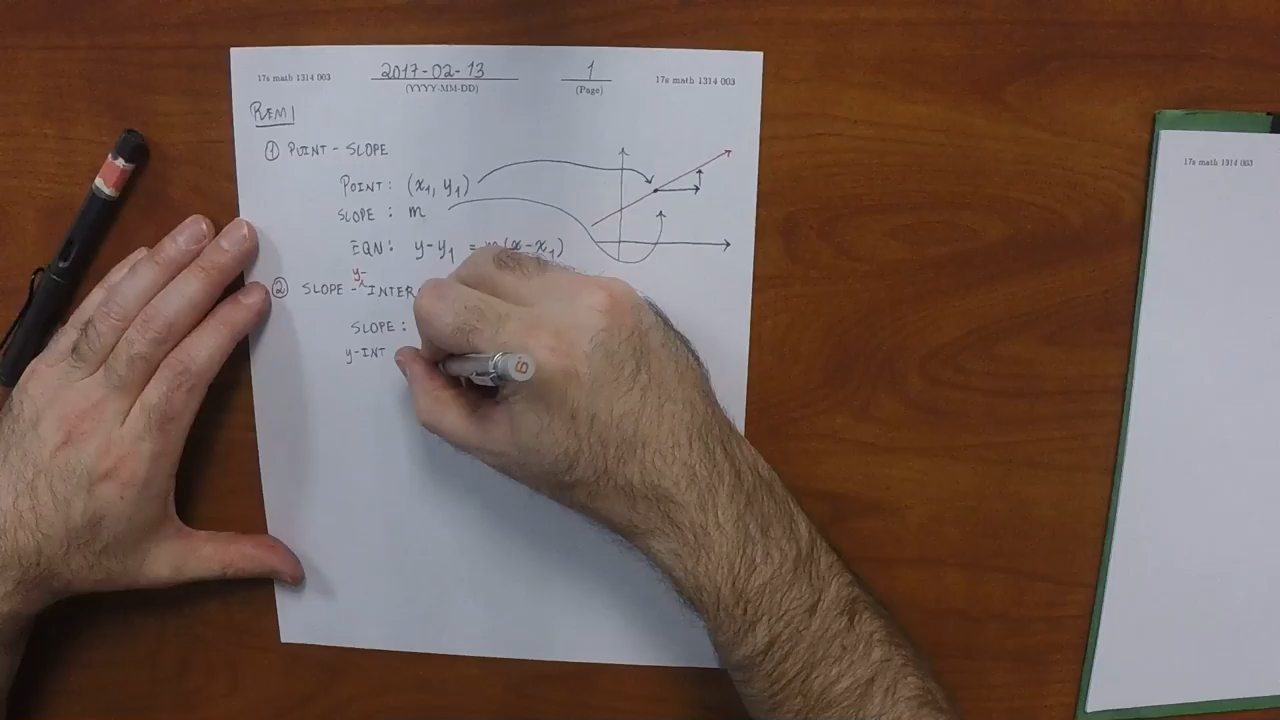 17s math 1314 003 2017-02-13 1 17s math 1314 003
(YYYY-MM-DD) (Page)
REM
① POINT - SLOPE
POINT: (x₁, y₁)
SLOPE : m
EQN: y-y₁ = m(x-x₁)
y-
② SLOPE - INTER
SLOPE :
y-INT
17s math 1314 003